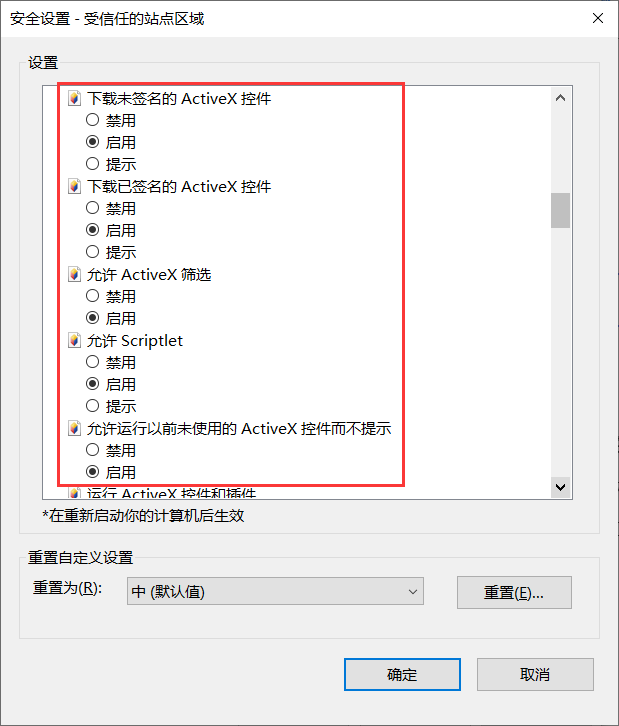 安全设置 - 受信任的站点区域
设置
下载未签名的 ActiveX 控件
禁用
启用
提示
下载已签名的 ActiveX 控件
禁用
启用
提示
允许 ActiveX 筛选
禁用
启用
允许 Scriptlet
禁用
启用
提示
允许运行以前未使用的 ActiveX 控件而不提示
禁用
启用
运行 ActiveX 控件和插件
*在重新启动你的计算机后生效
重置自定义设置
重置为(R): 中 (默认值) 重置(E)...
确定 取消